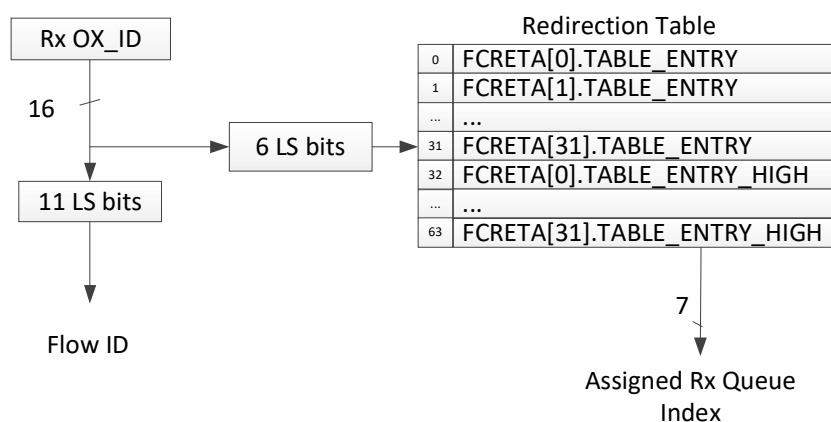 Rx OX_ID
16
6 LS bits
11 LS bits
Flow ID
Redirection Table
0 FCRETA[0].TABLE_ENTRY
1 FCRETA[1].TABLE_ENTRY
... ...
31 FCRETA[31].TABLE_ENTRY
32 FCRETA[0].TABLE_ENTRY_HIGH
... ...
63 FCRETA[31].TABLE_ENTRY_HIGH
7
Assigned Rx Queue
Index